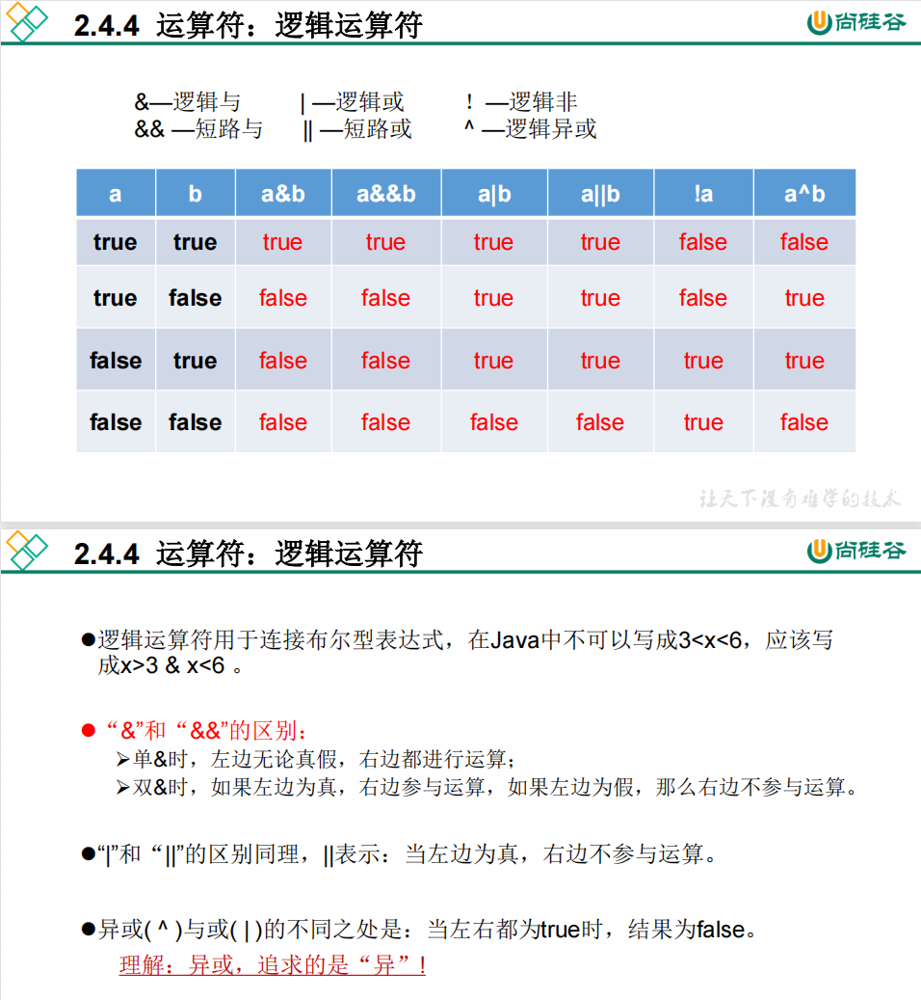 2.4.4 运算符：逻辑运算符
尚硅谷
&—逻辑与 | —逻辑或 ！—逻辑非
&& —短路与 || —短路或 ^ —逻辑异或
a b a&b a&&b a|b a||b !a a^b
true true true true true true false false
true false false false true true false true
false true false false true true true true
false false false false false false true false
让天下没有难学的技术
2.4.4 运算符：逻辑运算符
尚硅谷
●逻辑运算符用于连接布尔型表达式，在Java中不可以写成3<x<6，应该写
成x>3 & x<6 。
●“&”和“&&”的区别：
➢单&时，左边无论真假，右边都进行运算；
➢双&时，如果左边为真，右边参与运算，如果左边为假，那么右边不参与运算。
●“|”和“||”的区别同理，||表示：当左边为真，右边不参与运算。
●异或( ^ )与或( | )的不同之处是：当左右都为true时，结果为false。
理解：异或，追求的是“异”!